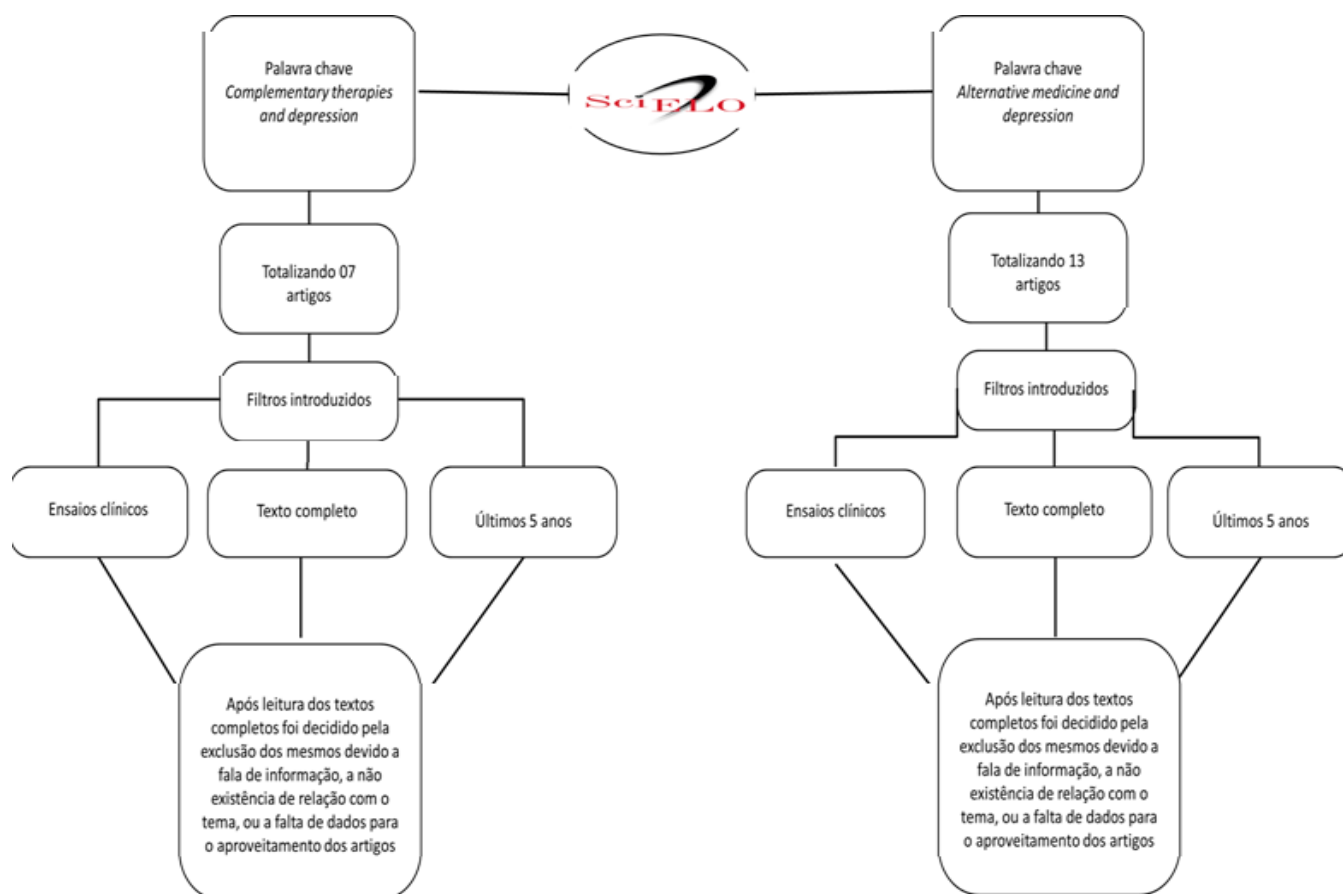 Palavra chave
Complementary therapies
and depression
SciELO
Palavra chave
Alternative medicine and
depression
Totalizando 07
artigos
Totalizando 13
artigos
Filtros introduzidos
Filtros introduzidos
Ensaios clínicos
Texto completo
Últimos 5 anos
Ensaios clínicos
Texto completo
Últimos 5 anos
Após leitura dos textos
completos foi decidido pela
exclusão dos mesmos devido a
fala de informação, a não
existência de relação com o
tema, ou a falta de dados para
o aproveitamento dos artigos
Após leitura dos textos
completos foi decidido pela
exclusão dos mesmos devido a
fala de informação, a não
existência de relação com o
tema, ou a falta de dados para
o aproveitamento dos artigos